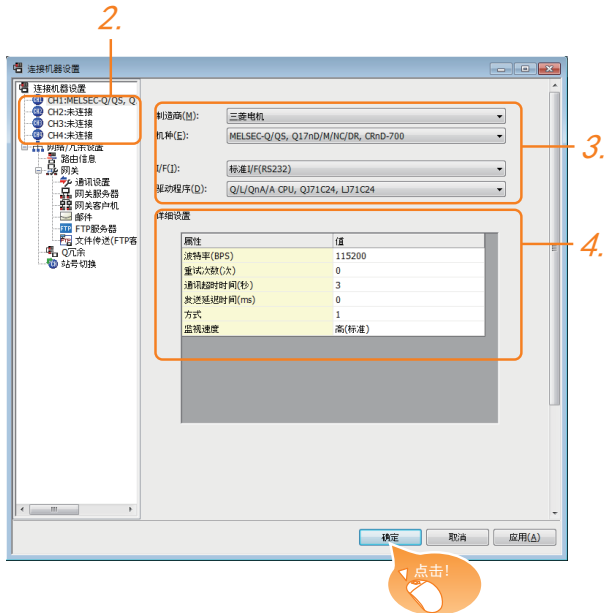 2.
连接机器设置
连接机器设置
CH1:MELSEC-Q/QS, Q
CH2:未连接
CH3:未连接
CH4:未连接
网络/冗余设置
路由信息
网关
通讯设置
网关服务器
网关客户机
邮件
FTP服务器
文件传送(FTP客
Q冗余
站号切换
制造商(M): 三菱电机
机种(E): MELSEC-Q/QS, Q17nD/M/NC/DR, CRnD-700
I/F(I): 标准I/F(RS232)
驱动程序(D): Q/L/QnA/A CPU, QJ71C24, LJ71C24
3.
详细设置
4.
属性 值
波特率(BPS) 115200
重试次数(次) 0
通讯超时时间(秒) 3
发送延迟时间(ms) 0
方式 1
监视速度 高(标准)
确定 取消 应用(A)
点击!